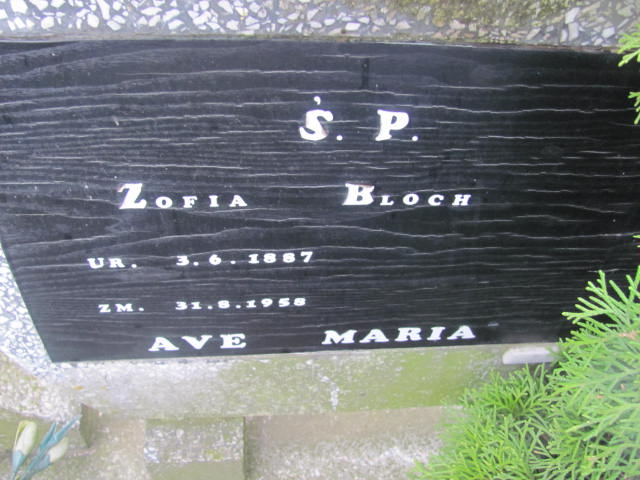 Ś. P.
Zofia Bloch
UR. 3.6.1887
ZM. 31.8.1958
AVE MARIA